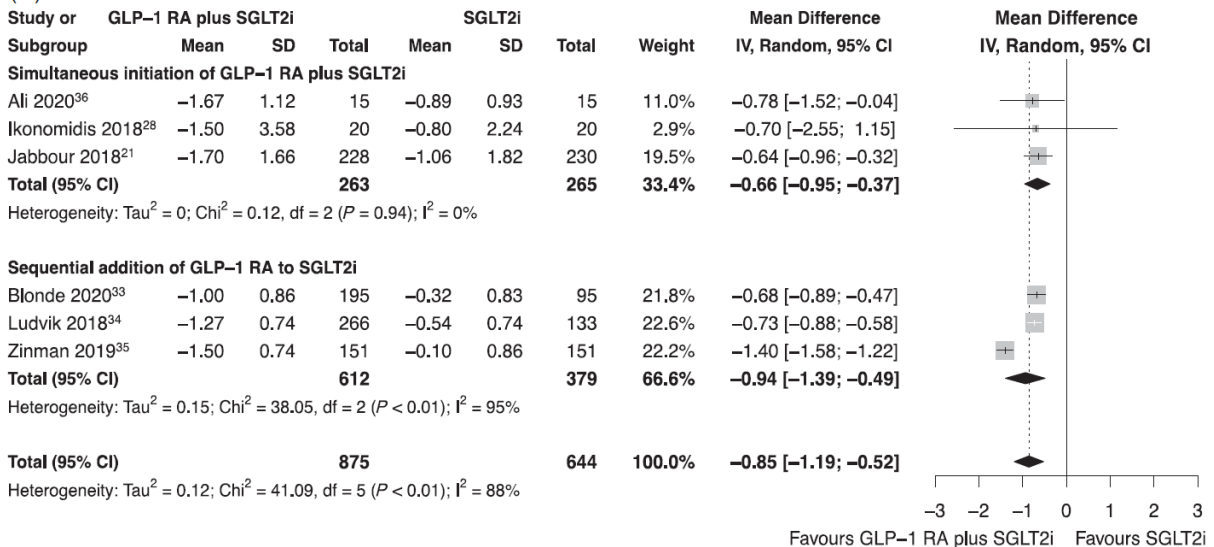 Study or GLP–1 RA plus SGLT2i SGLT2i Mean Difference Mean Difference
Subgroup Mean SD Total Mean SD Total Weight IV, Random, 95% CI IV, Random, 95% CI
Simultaneous initiation of GLP–1 RA plus SGLT2i
Ali 2020³⁶ –1.67 1.12 15 –0.89 0.93 15 11.0% –0.78 [–1.52; –0.04]
Ikonomidis 2018²⁸ –1.50 3.58 20 –0.80 2.24 20 2.9% –0.70 [–2.55; 1.15]
Jabbour 2018²¹ –1.70 1.66 228 –1.06 1.82 230 19.5% –0.64 [–0.96; –0.32]
Total (95% CI) 263 265 33.4% –0.66 [–0.95; –0.37]
Heterogeneity: Tau² = 0; Chi² = 0.12, df = 2 (P = 0.94); I² = 0%
Sequential addition of GLP–1 RA to SGLT2i
Blonde 2020³³ –1.00 0.86 195 –0.32 0.83 95 21.8% –0.68 [–0.89; –0.47]
Ludvik 2018³⁴ –1.27 0.74 266 –0.54 0.74 133 22.6% –0.73 [–0.88; –0.58]
Zinman 2019³⁵ –1.50 0.74 151 –0.10 0.86 151 22.2% –1.40 [–1.58; –1.22]
Total (95% CI) 612 379 66.6% –0.94 [–1.39; –0.49]
Heterogeneity: Tau² = 0.15; Chi² = 38.05, df = 2 (P < 0.01); I² = 95%
Total (95% CI) 875 644 100.0% –0.85 [–1.19; –0.52]
Heterogeneity: Tau² = 0.12; Chi² = 41.09, df = 5 (P < 0.01); I² = 88%
–3 –2 –1 0 1 2 3
Favours GLP–1 RA plus SGLT2i Favours SGLT2i